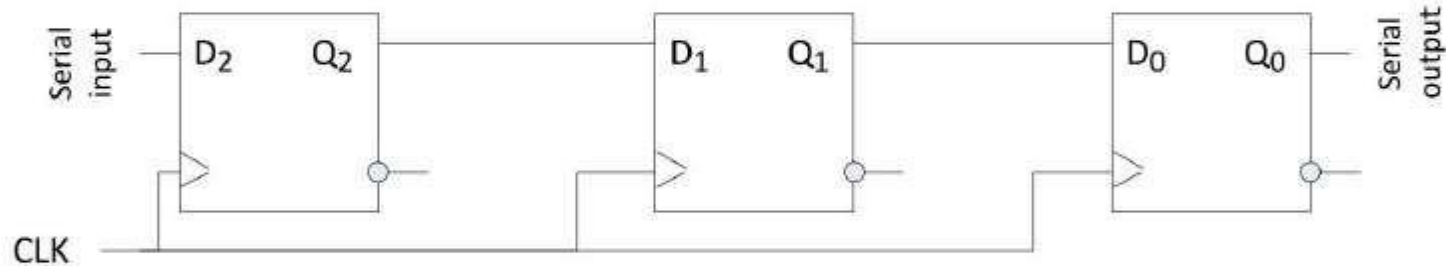 Serial
input
D₂ Q₂
D₁ Q₁
D₀ Q₀
Serial
output
CLK